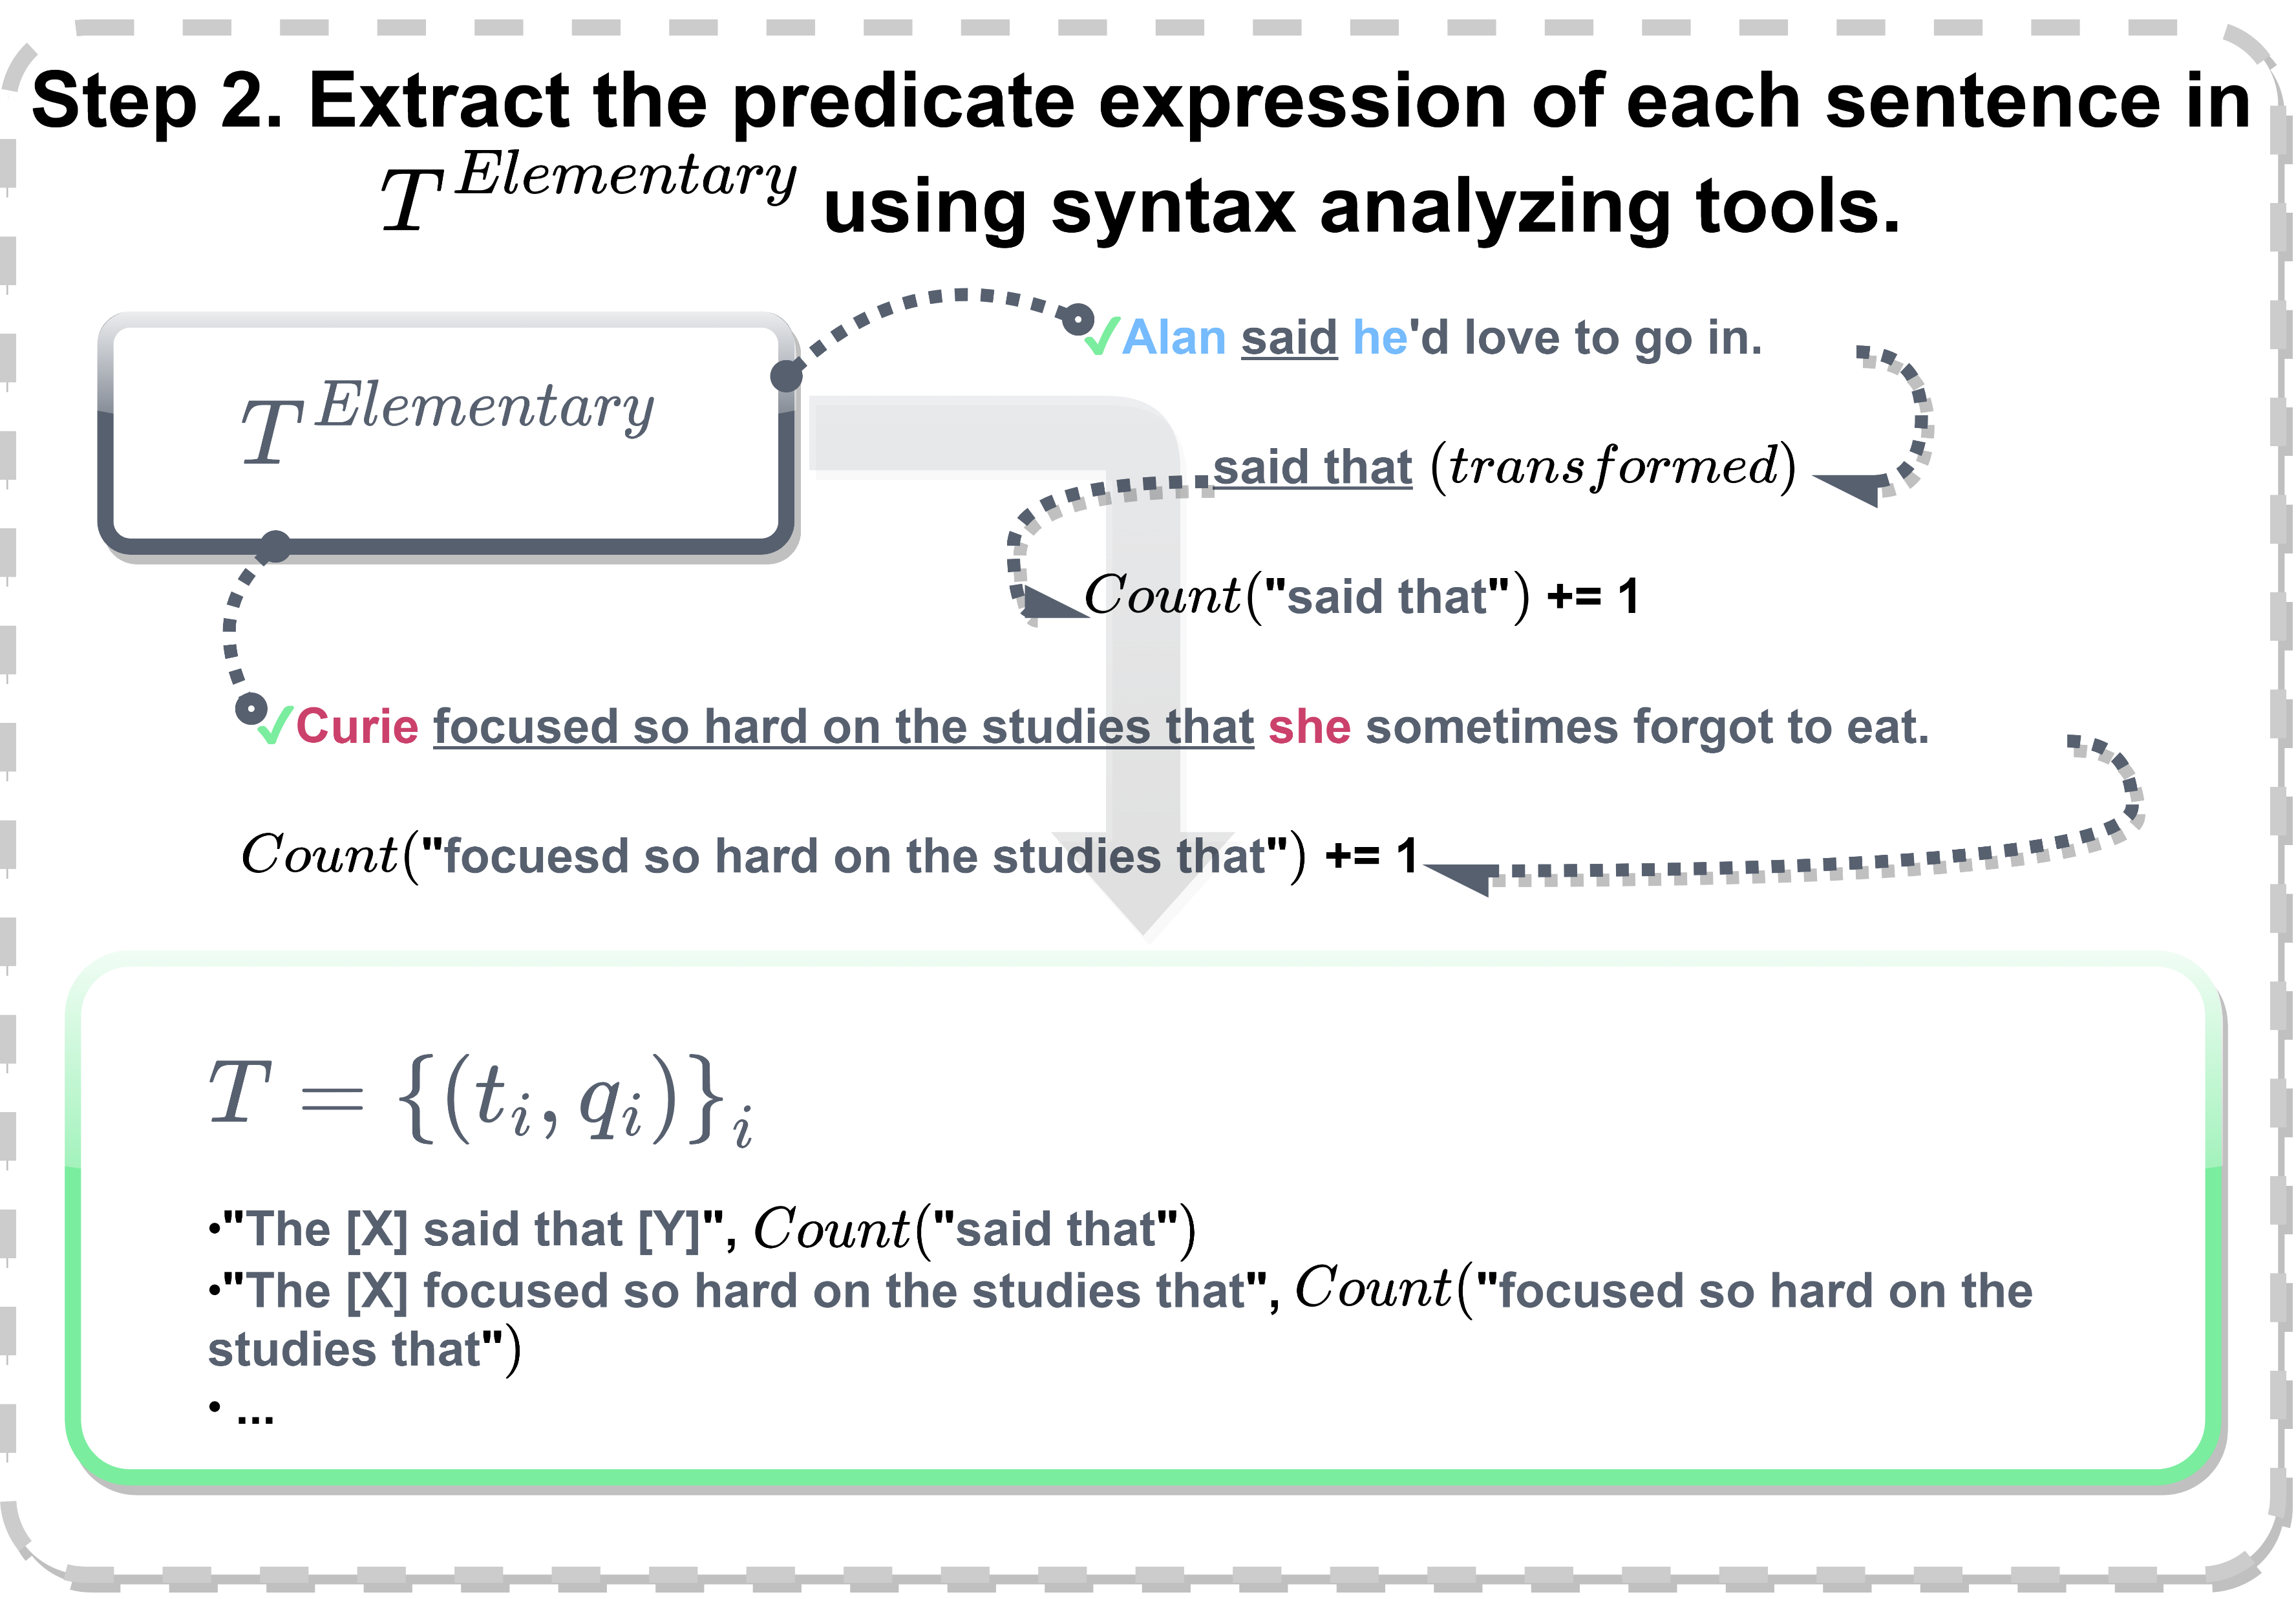 Step 2. Extract the predicate expression of each sentence in
T^{Elementary} using syntax analyzing tools.
T^{Elementary}
✓Alan said he'd love to go in.
said that (transformed)
Count("said that") += 1
✓Curie focused so hard on the studies that she sometimes forgot to eat.
Count("focuesd so hard on the studies that") += 1
T = {(t_i, q_i)}_i
•"The [X] said that [Y]", Count("said that")
•"The [X] focused so hard on the studies that", Count("focused so hard on the
studies that")
• ...